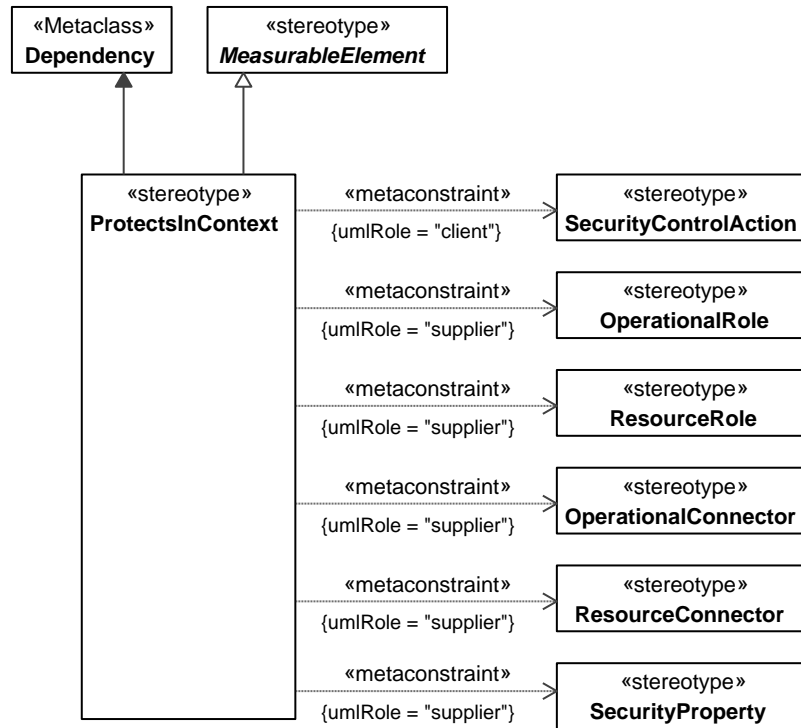 «Metaclass»
Dependency
«stereotype»
MeasurableElement
«stereotype»
ProtectsInContext
«metaconstraint»
{umlRole = "client"}
«stereotype»
SecurityControlAction
«metaconstraint»
{umlRole = "supplier"}
«stereotype»
OperationalRole
«metaconstraint»
{umlRole = "supplier"}
«stereotype»
ResourceRole
«metaconstraint»
{umlRole = "supplier"}
«stereotype»
OperationalConnector
«metaconstraint»
{umlRole = "supplier"}
«stereotype»
ResourceConnector
«metaconstraint»
{umlRole = "supplier"}
«stereotype»
SecurityProperty